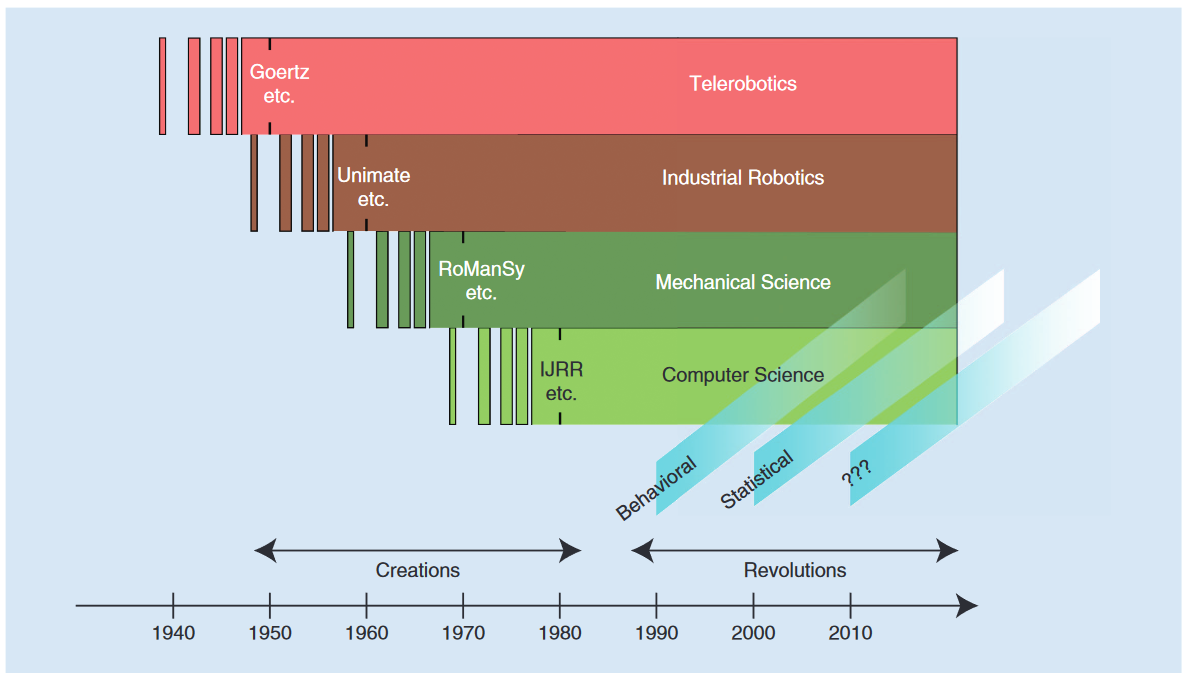 Goertz
etc.
Telerobotics
Unimate
etc.
Industrial Robotics
RoManSy
etc.
Mechanical Science
IJRR
etc.
Computer Science
Behavioral
Statistical
???
Creations
Revolutions
1940
1950
1960
1970
1980
1990
2000
2010